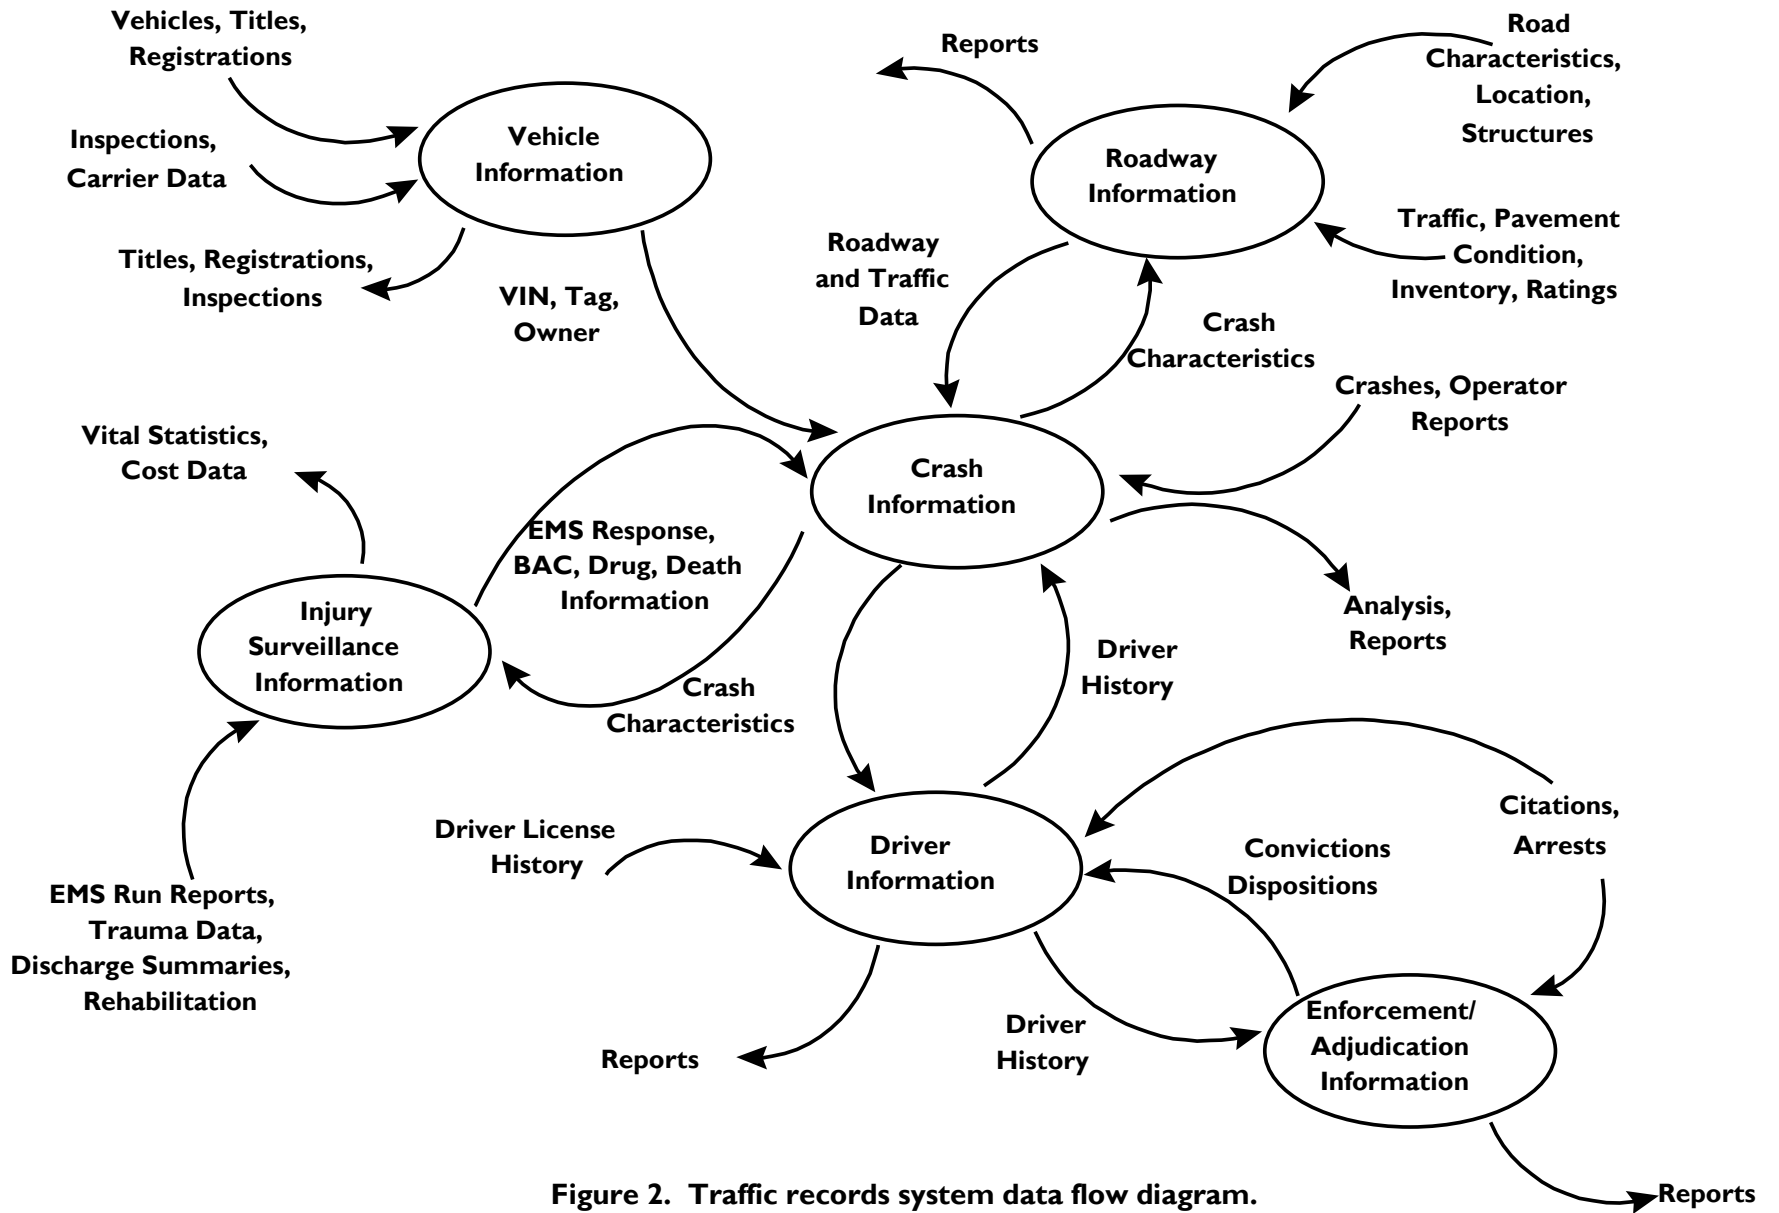 Vehicles, Titles,
Registrations
Inspections,
Carrier Data
Titles, Registrations,
Inspections
Vehicle
Information
VIN, Tag,
Owner
Reports
Road
Characteristics,
Location,
Structures
Roadway
Information
Traffic, Pavement
Condition,
Inventory, Ratings
Roadway
and Traffic
Data
Crash
Characteristics
Crashes, Operator
Reports
Vital Statistics,
Cost Data
Crash
Information
EMS Response,
BAC, Drug, Death
Information
Analysis,
Reports
Injury
Surveillance
Information
Crash
Characteristics
Driver
History
EMS Run Reports,
Trauma Data,
Discharge Summaries,
Rehabilitation
Driver License
History
Driver
Information
Convictions
Dispositions
Citations,
Arrests
Reports
Driver
History
Enforcement/
Adjudication
Information
Reports
Figure 2. Traffic records system data flow diagram.